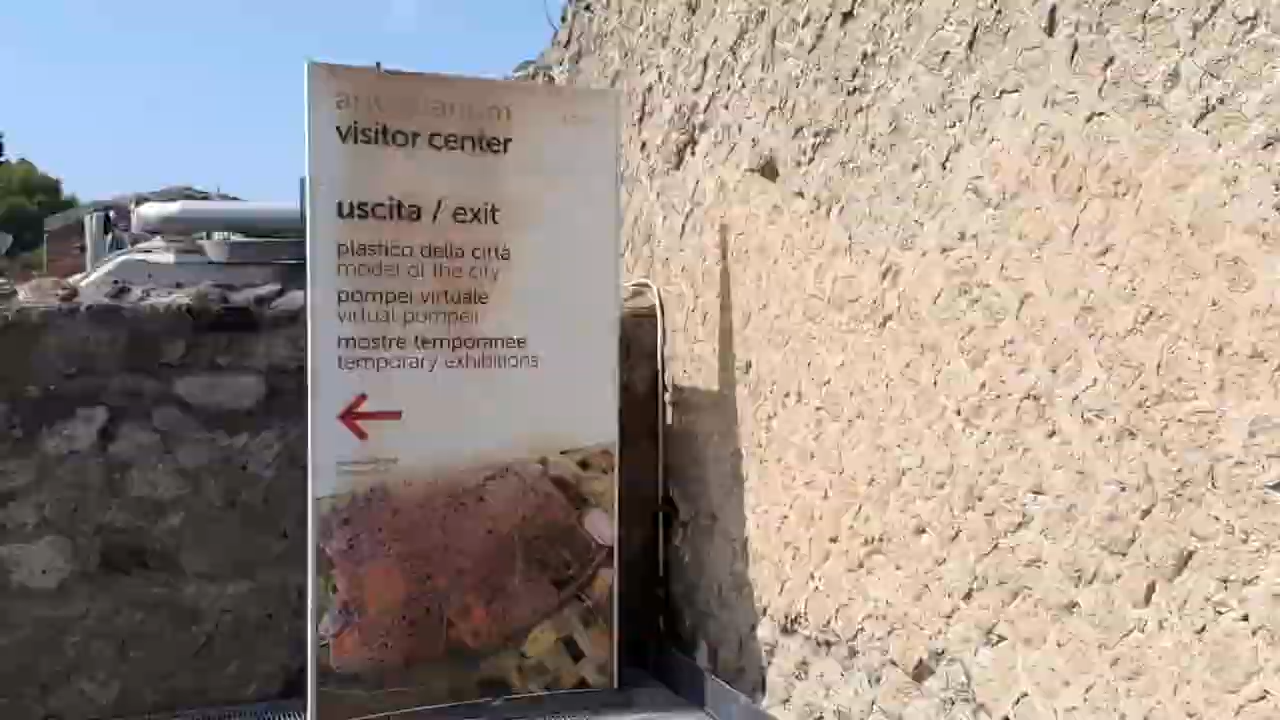 antiquarium
visitor center
uscita / exit
plastico della città
model of the city
pompei virtuale
virtual pompeii
mostre temporanee
temporary exhibitions